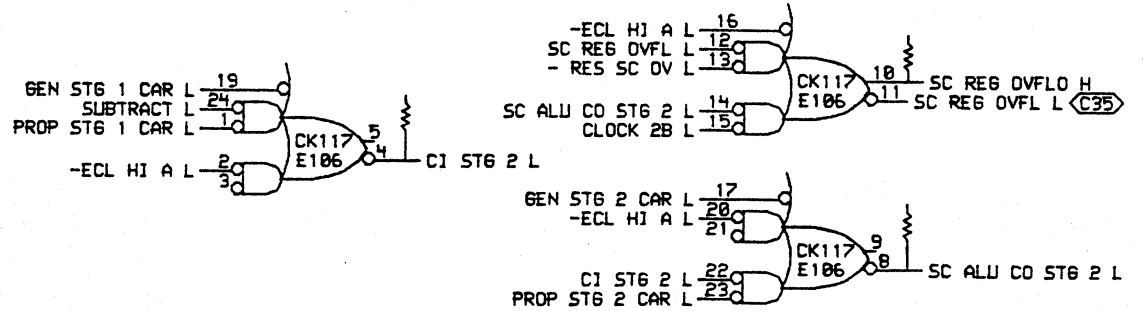 GEN STG 1 CAR L 19
SUBTRACT L 24
PROP STG 1 CAR L 1
-ECL HI A L 2
3
CK117
E106
5
4
CI STG 2 L
-ECL HI A L 16
SC REG OVFL L 12
- RES SC OV L 13
SC ALU CO STG 2 L 14
CLOCK 2B L 15
CK117
E106
10
11
SC REG OVFLO H
SC REG OVFL L C35
GEN STG 2 CAR L 17
-ECL HI A L 20
21
CI STG 2 L 22
PROP STG 2 CAR L 23
CK117
E106
9
8
SC ALU CO STG 2 L